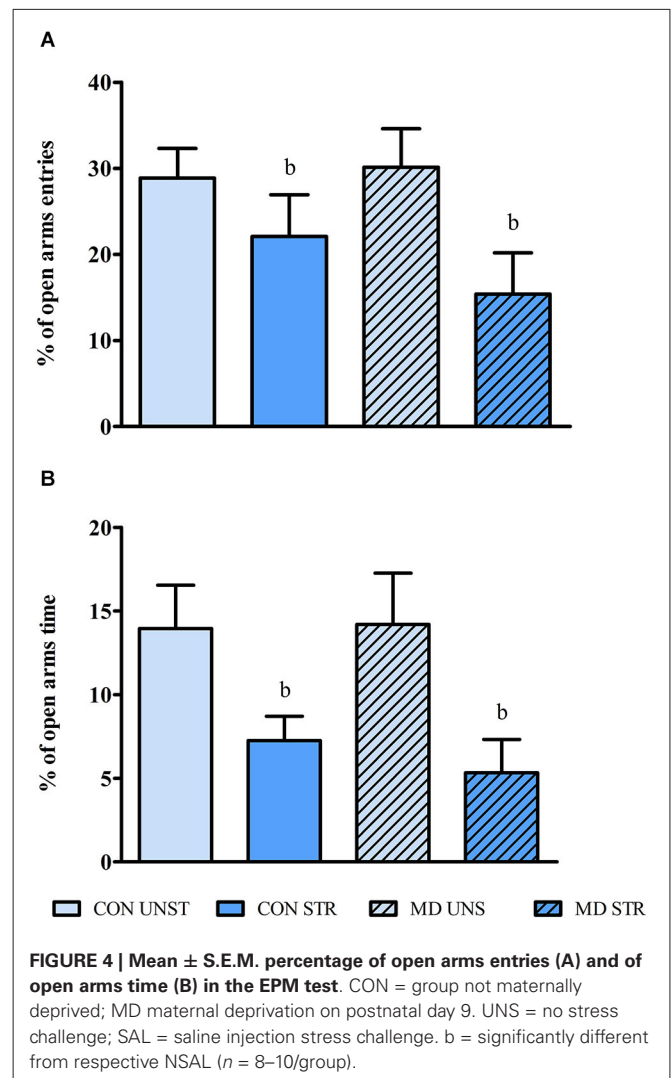 A
% of open arms entries
40
30
20
10
0
b
b
B
% of open arms time
20
15
10
5
0
b
b
CON UNST CON STR MD UNS MD STR
FIGURE 4 | Mean ± S.E.M. percentage of open arms entries (A) and of
open arms time (B) in the EPM test. CON = group not maternally
deprived; MD maternal deprivation on postnatal day 9. UNS = no stress
challenge; SAL = saline injection stress challenge. b = significantly different
from respective NSAL (n = 8–10/group).